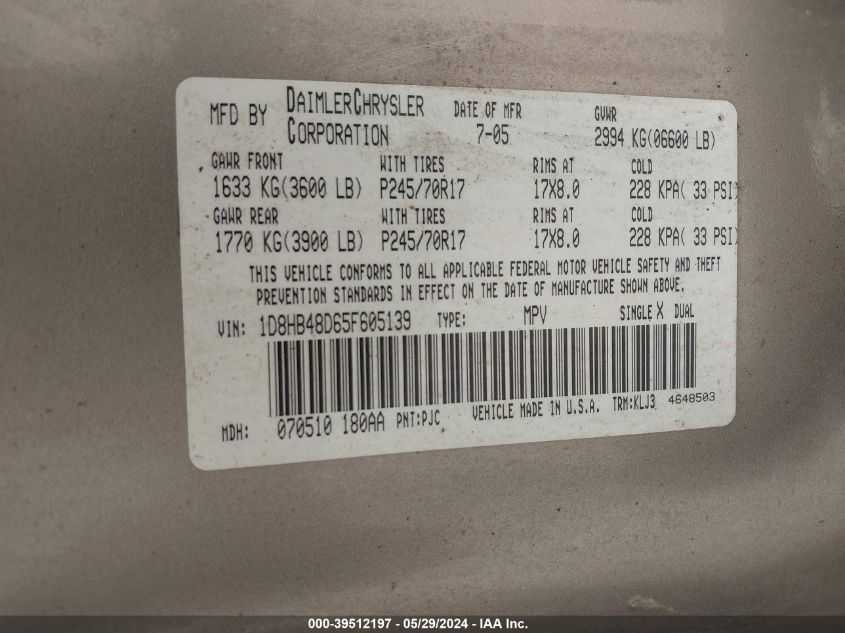 MFD BY DAIMLERCHRYSLER CORPORATION DATE OF MFR 7-05 GVWR 2994 KG(06600 LB)
GAWR FRONT WITH TIRES RIMS AT COLD
1633 KG(3600 LB) P245/70R17 17X8.0 228 KPA( 33 PSI)
GAWR REAR WITH TIRES RIMS AT COLD
1770 KG(3900 LB) P245/70R17 17X8.0 228 KPA( 33 PSI)
THIS VEHICLE CONFORMS TO ALL APPLICABLE FEDERAL MOTOR VEHICLE SAFETY AND THEFT
PREVENTION STANDARDS IN EFFECT ON THE DATE OF MANUFACTURE SHOWN ABOVE.
VIN: 1D8HB48D65F605139 TYPE: MPV SINGLE X DUAL
MDH: 070510 180AA PNT:PJC VEHICLE MADE IN U.S.A. TRM:KLJ3 4648503
000-39512197 - 05/29/2024 - IAA Inc.